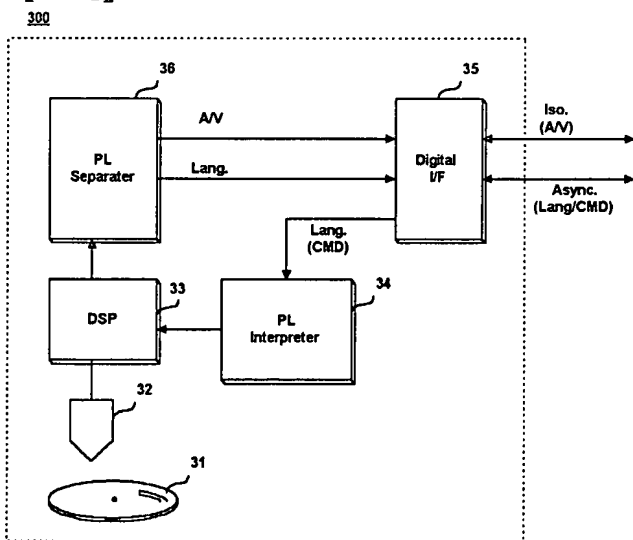 300
36
35
PL
Separater
A/V
Lang.
Digital
I/F
Iso.
(A/V)
Async.
(Lang/CMD)
Lang.
(CMD)
33
34
DSP
PL
Interpreter
32
31